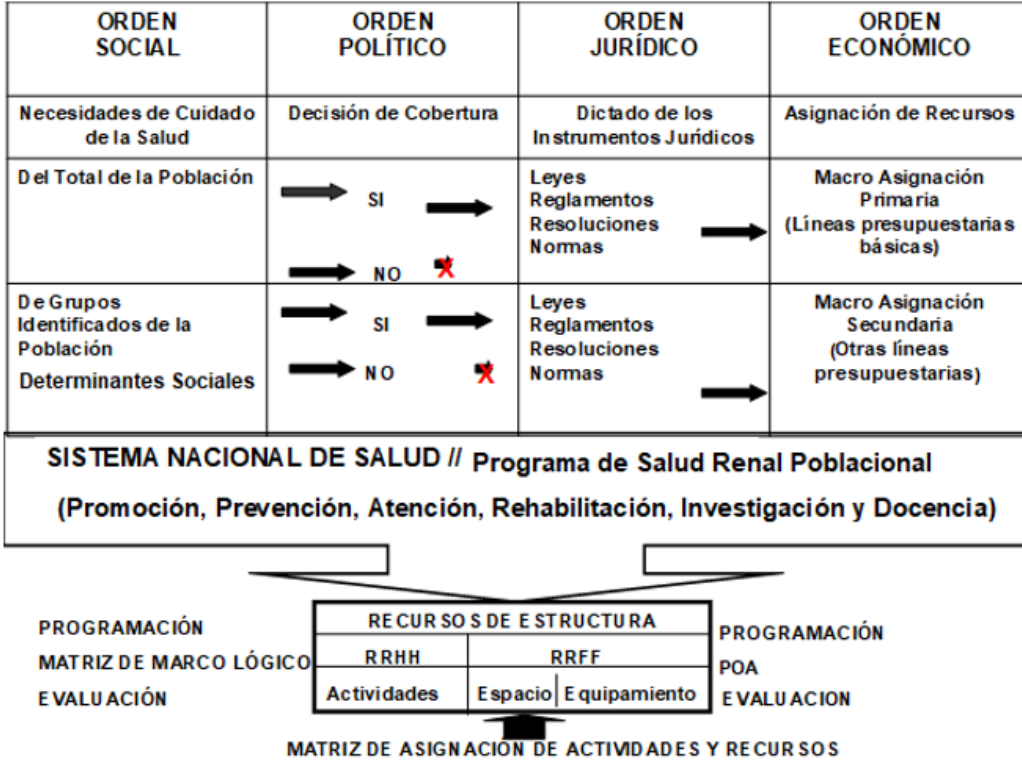 ORDEN SOCIAL
ORDEN POLÍTICO
ORDEN JURÍDICO
ORDEN ECONÓMICO
Necesidades de Cuidado de la Salud
Decisión de Cobertura
Dictado de los Instrumentos Jurídicos
Asignación de Recursos
Del Total de la Población
SI
NO
X
Leyes
Reglamentos
Resoluciones
Normas
Macro Asignación
Primaria
(Líneas presupuestarias
básicas)
De Grupos
Identificados de la
Población
Determinantes Sociales
SI
NO
X
Leyes
Reglamentos
Resoluciones
Normas
Macro Asignación
Secundaria
(Otras líneas
presupuestarias)
SISTEMA NACIONAL DE SALUD // Programa de Salud Renal Poblacional
(Promoción, Prevención, Atención, Rehabilitación, Investigación y Docencia)
PROGRAMACIÓN
MATRIZ DE MARCO LÓGICO
EVALUACIÓN
RECURSOS DE ESTRUCTURA
RRHH
RRFF
Actividades
Espacio
Equipamiento
PROGRAMACIÓN
POA
EVALUACION
MATRIZ DE ASIGNACIÓN DE ACTIVIDADES Y RECURSOS